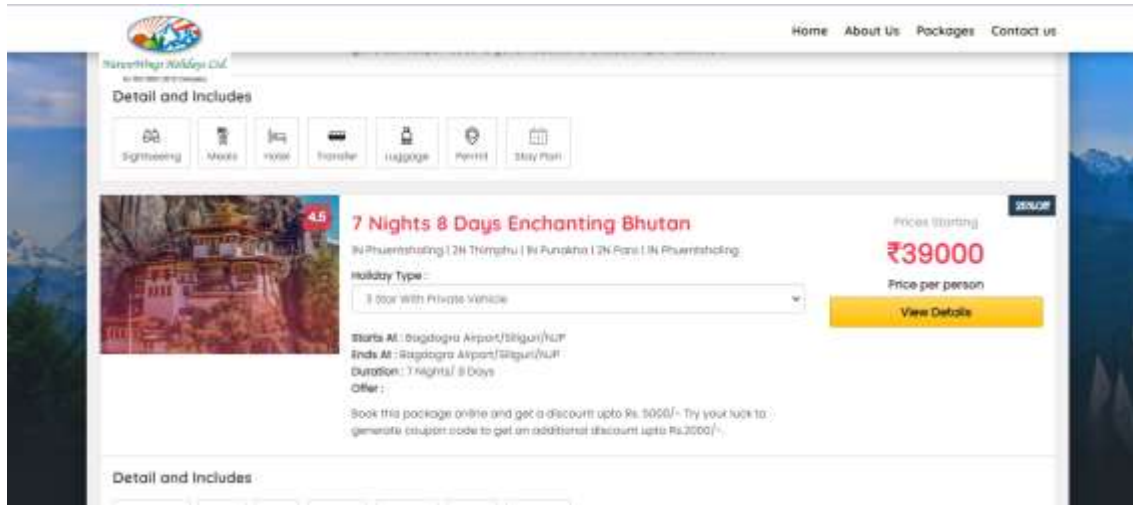 Home About Us Packages Contact us
Holidays Ltd.
Detail and Includes
Sightseeing Meals Hotel Transfer Luggage Permit Stay Plan
4.5
7 Nights 8 Days Enchanting Bhutan
1N Phuentsholing | 2N Thimphu | 1N Punakha | 2N Paro | 1N Phuentsholing
Holiday Type :
3 Star With Private Vehicle
Starts At : Bagdogra Airport/Siliguri/NJP
Ends At : Bagdogra Airport/Siliguri/NJP
Duration : 7 Nights/ 8 Days
Offer :
Book this package online and get a discount upto Rs. 5000/- Try your luck to
generate coupon code to get an additional discount upto Rs.2000/-.
Prices Starting
₹39000
Price per person
View Details
Detail and Includes